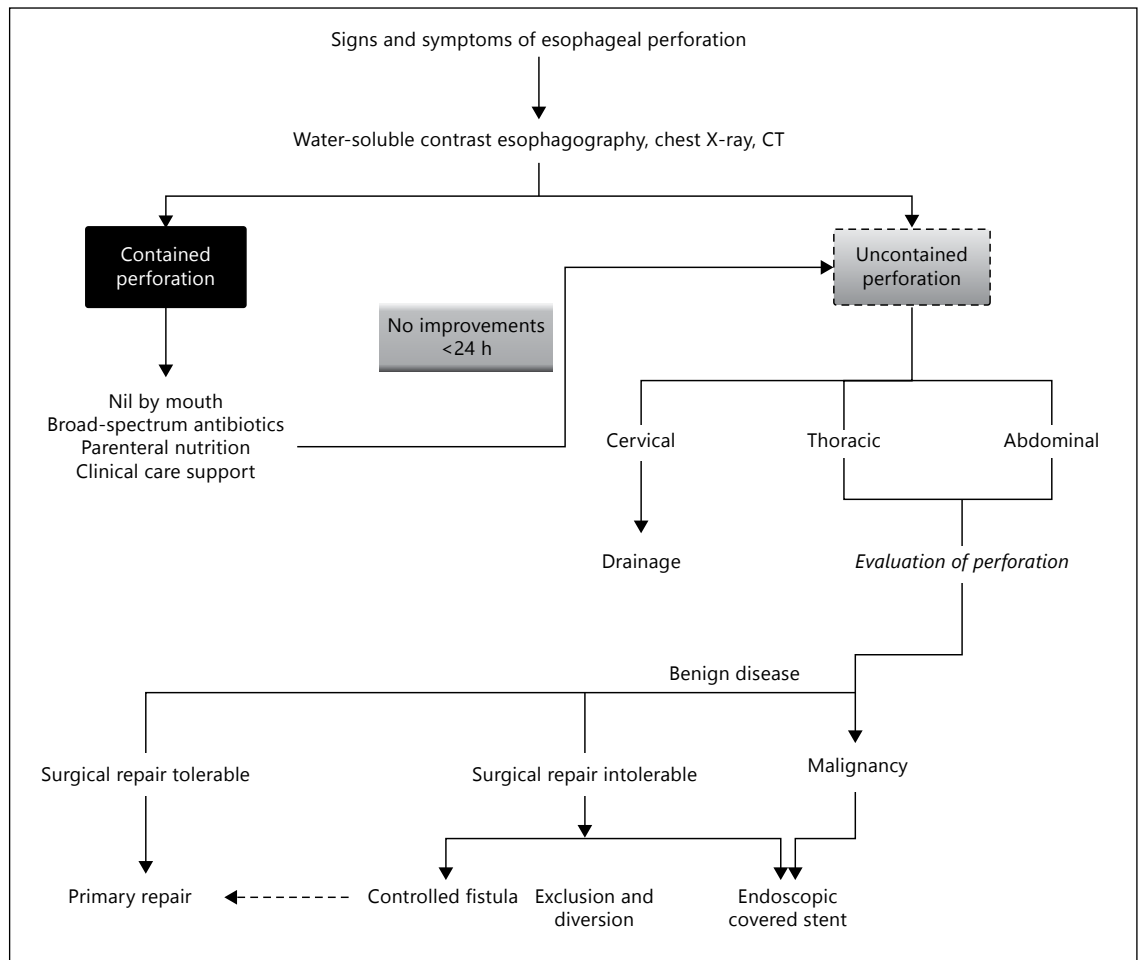 Signs and symptoms of esophageal perforation
Water-soluble contrast esophagography, chest X-ray, CT
Contained
perforation
Uncontained
perforation
No improvements
<24 h
Nil by mouth
Broad-spectrum antibiotics
Parenteral nutrition
Clinical care support
Cervical
Thoracic
Abdominal
Drainage
Evaluation of perforation
Benign disease
Surgical repair tolerable
Surgical repair intolerable
Malignancy
Primary repair
Controlled fistula
Exclusion and
diversion
Endoscopic
covered stent